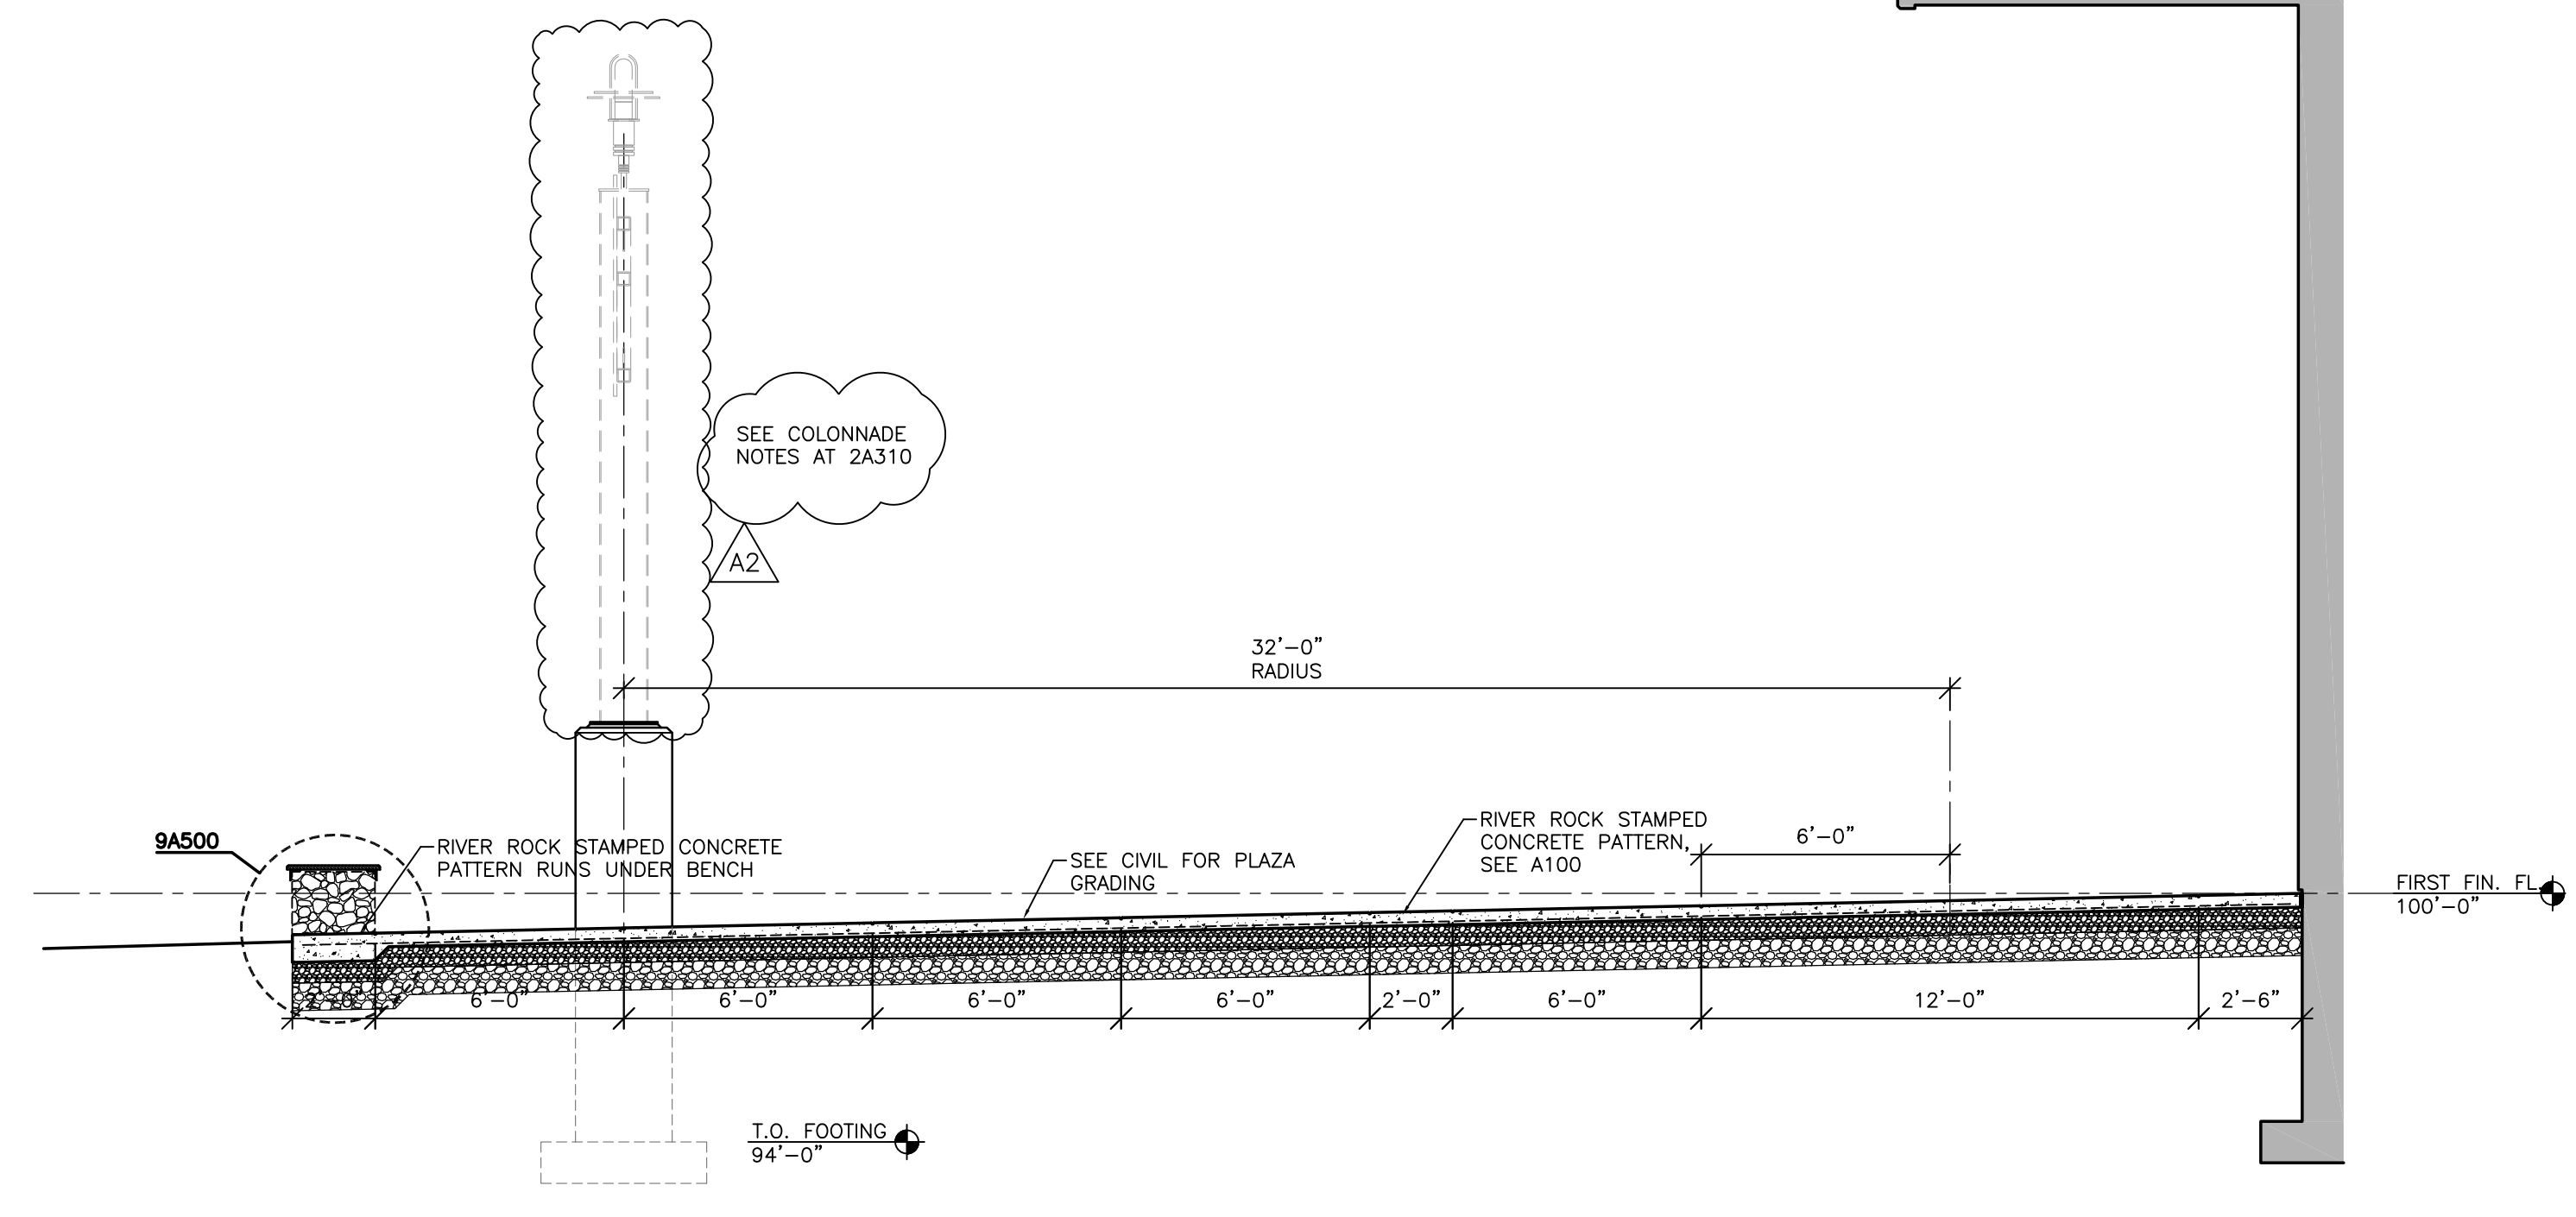 SEE COLONNADE
NOTES AT 2A310
A2
32'-0"
RADIUS
9A500
RIVER ROCK STAMPED CONCRETE
PATTERN RUNS UNDER BENCH
SEE CIVIL FOR PLAZA
GRADING
RIVER ROCK STAMPED
CONCRETE PATTERN,
SEE A100
6'-0"
FIRST FIN. FL.
100'-0"
2'-0" 6'-0" 6'-0" 6'-0" 6'-0" 2'-0" 6'-0" 12'-0" 2'-6"
T.O. FOOTING
94'-0"